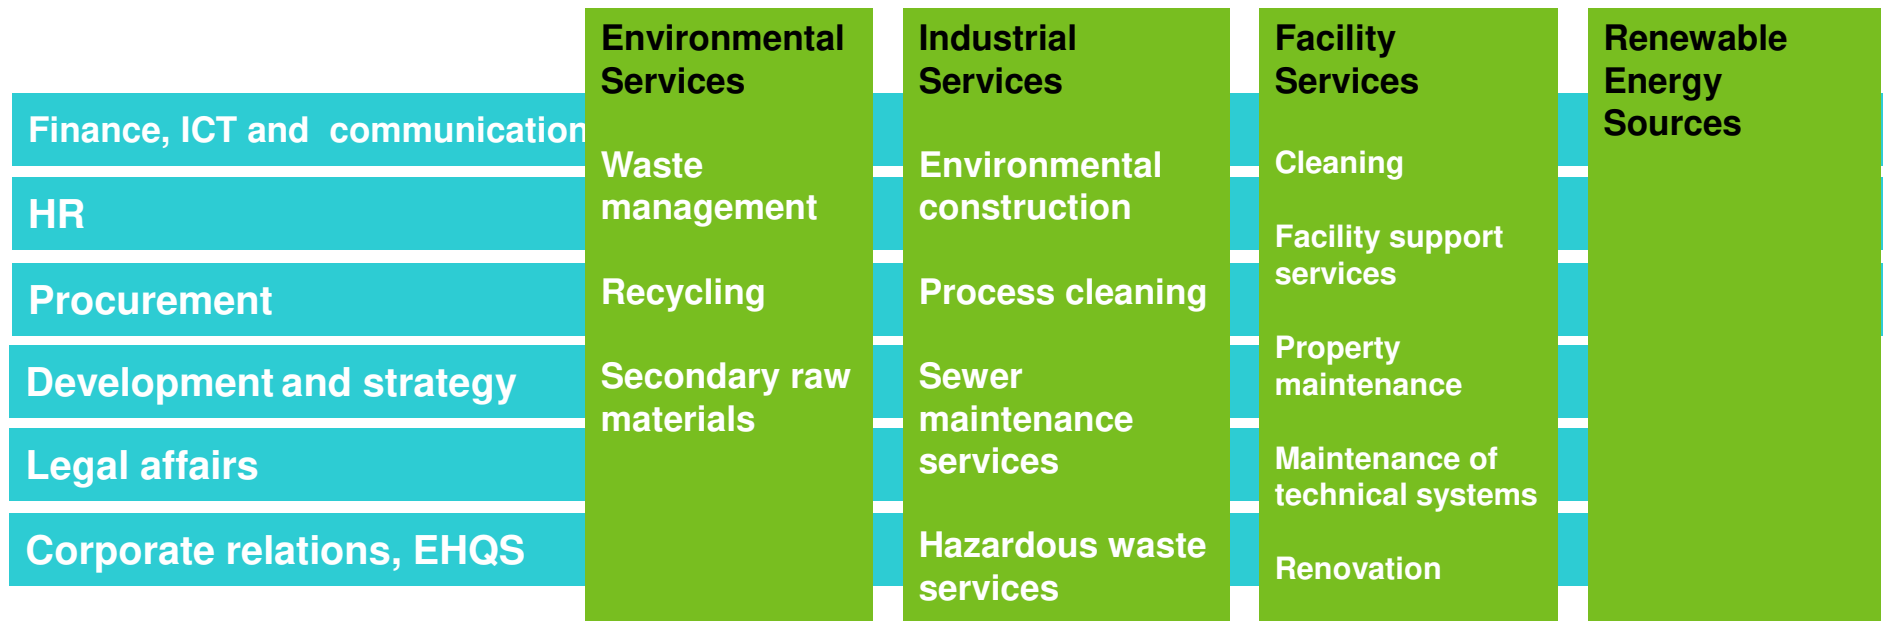 Finance, ICT and  communication
HR
Procurement
Development and strategy
Legal affairs
Corporate relations, EHQS
Environmental
Services
Waste
management
Recycling
Secondary raw
materials
Industrial
Services
Environmental
construction
Process cleaning
Sewer
maintenance
services
Hazardous waste
services
Facility
Services
Cleaning
Facility support
services
Property
maintenance
Maintenance of
technical systems
Renovation
Renewable
Energy
Sources